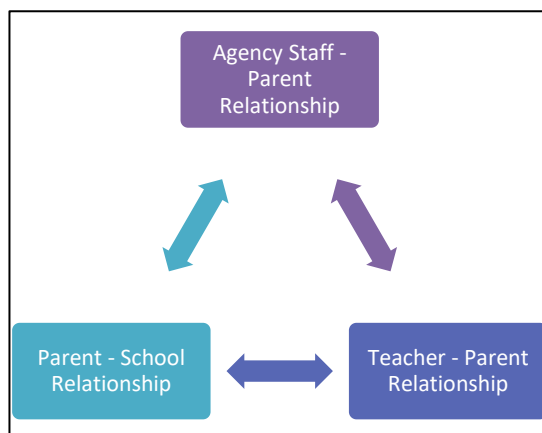 Agency Staff -
Parent
Relationship
Parent - School
Relationship
Teacher - Parent
Relationship